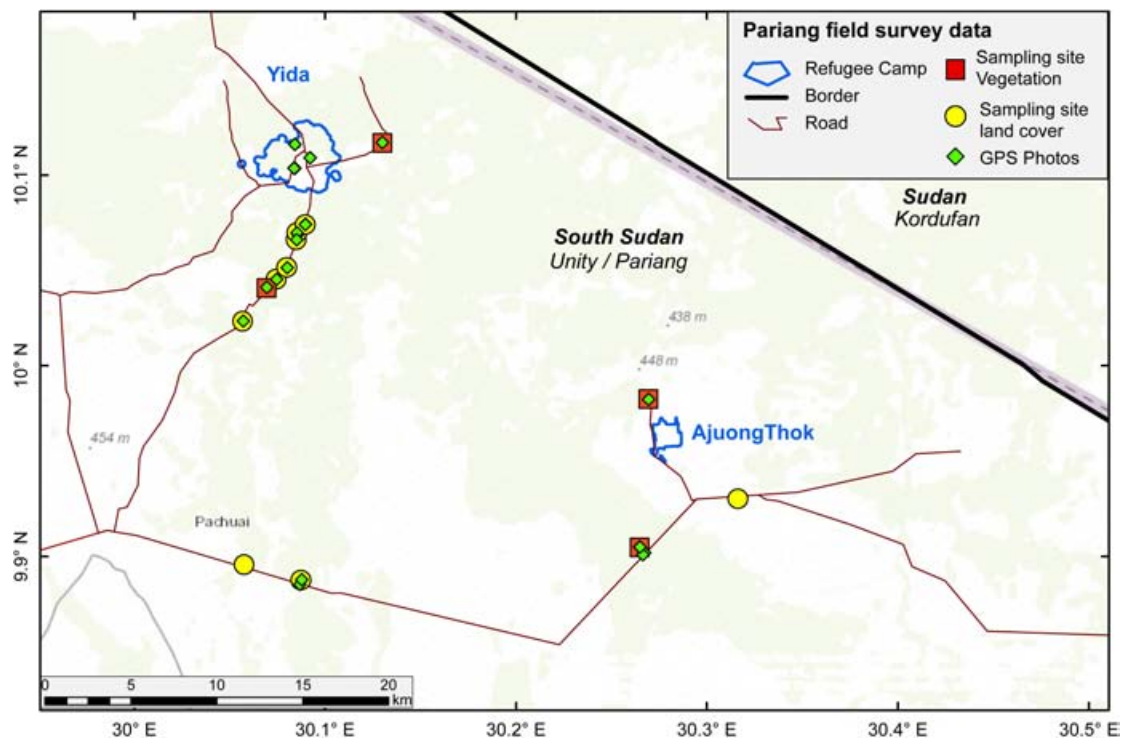 Pariang field survey data
Refugee Camp
Border
Road
Sampling site
Vegetation
Sampling site
land cover
GPS Photos
Yida
Sudan
Kordufan
South Sudan
Unity / Pariang
438 m
448 m
454 m
AjuongThok
Pachuai
10.1° N
10° N
9.9° N
0 5 10 15 20
km
30° E 30.1° E 30.2° E 30.3° E 30.4° E 30.5° E